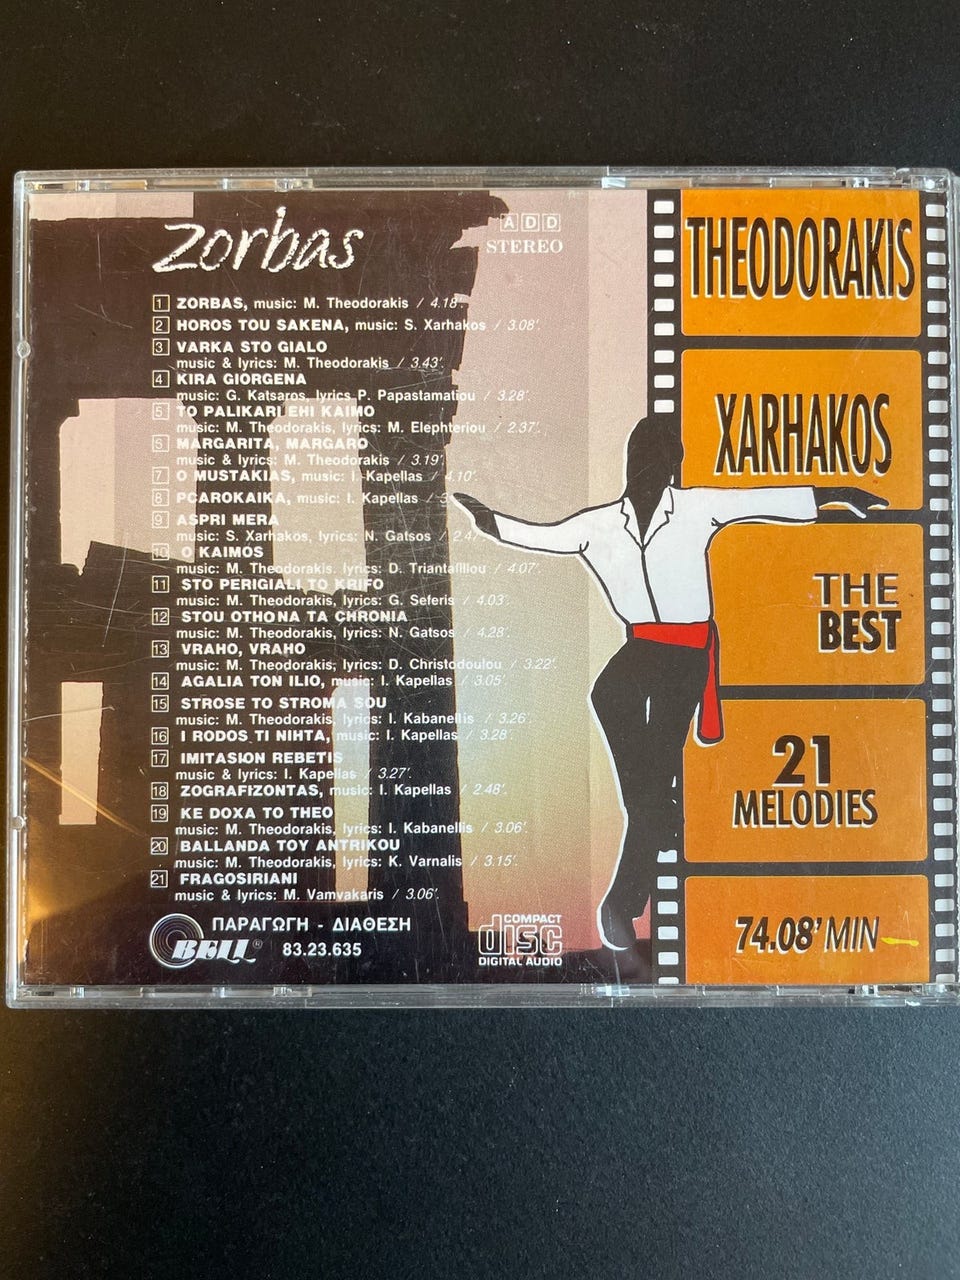 zorbas
ADD
STEREO
1 ZORBAS, music: M. Theodorakis / 4.18'.
2 HOROS TOU SAKENA, music: S. Xarhakos / 3.08'.
3 VARKA STO GIALO
music & lyrics: M. Theodorakis / 3.43'.
4 KIRA GIORGENA
music: G. Katsaros, lyrics P. Papastamatiou / 3.28'.
5 TO PALIKARI EHI KAIMO
music: M. Theodorakis, lyrics: M. Elephteriou / 2.37'.
6 MARGARITA, MARGARO
music & lyrics: M. Theodorakis / 3.19'.
7 O MUSTAKIAS, music: I. Kapellas / 4.10'.
8 PCAROKAIKA, music: I. Kapellas / 3
9 ASPRI MERA
music: S. Xarhakos, lyrics: N. Gatsos / 2.47'
10 O KAIMOS
music: M. Theodorakis, lyrics: D. Triantafillou / 4.07'.
11 STO PERIGIALI TO KRIFO
music: M. Theodorakis, lyrics: G. Seferis / 4.03'.
12 STOU OTHONA TA CHRONIA
music: M. Theodorakis, lyrics: N. Gatsos / 4.28'.
13 VRAHO, VRAHO
music: M. Theodorakis, lyrics: D. Christodoulou / 3.22'.
14 AGALIA TON ILIO, music: I. Kapellas / 3.05'.
15 STROSE TO STROMA SOU
music: M. Theodorakis, lyrics: I. Kabanellis / 3.26'.
16 I RODOS TI NIHTA, music: I. Kapellas / 3.28'
17 IMITASION REBETIS
music & lyrics: I. Kapellas / 3.27'.
18 ZOGRAFIZONTAS, music: I. Kapellas / 2.48'.
19 KE DOXA TO THEO
music: M. Theodorakis, lyrics: I. Kabanellis / 3.06'.
20 BALLANDA TOY ANTRIKOU
music: M. Theodorakis, lyrics: K. Varnalis / 3.15'.
21 FRAGOSIRIANI
music & lyrics: M. Vamvakaris / 3.06'.
BELL®
ΠΑΡΑΓΩΓΗ - ΔΙΑΘΕΣΗ
83.23.635
COMPACT
disc
DIGITAL AUDIO
THEODORAKIS
XARHAKOS
THE
BEST
21
MELODIES
74.08' MIN